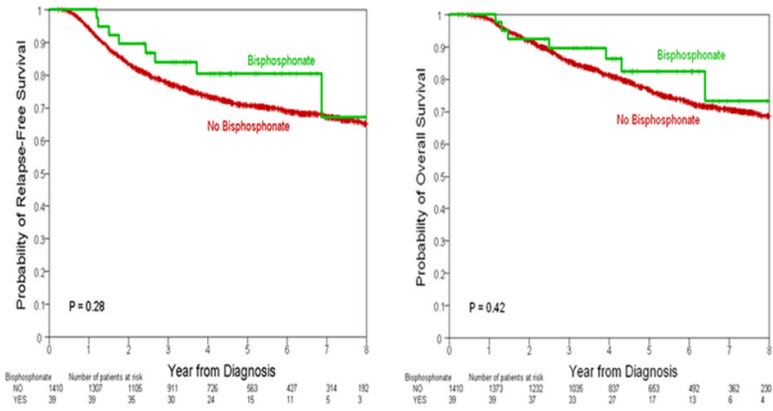 Probability of Relapse-Free Survival
1
0.9
0.8
0.7
0.6
0.5
0.4
0.3
0.2
0.1
0
Bisphosphonate
No Bisphosphonate
P = 0.28
0 1 2 3 4 5 6 7 8
Year from Diagnosis
Bisphosphonate Number of patients at risk
NO 1410 1307 1105 911 726 563 427 314 192
YES 39 39 35 30 24 15 11 5 3
Probability of Overall Survival
1
0.9
0.8
0.7
0.6
0.5
0.4
0.3
0.2
0.1
0
Bisphosphonate
No Bisphosphonate
P = 0.42
0 1 2 3 4 5 6 7 8
Year from Diagnosis
Bisphosphonate Number of patients at risk
NO 1410 1373 1232 1035 837 663 492 362 230
YES 39 39 37 33 27 17 13 6 4